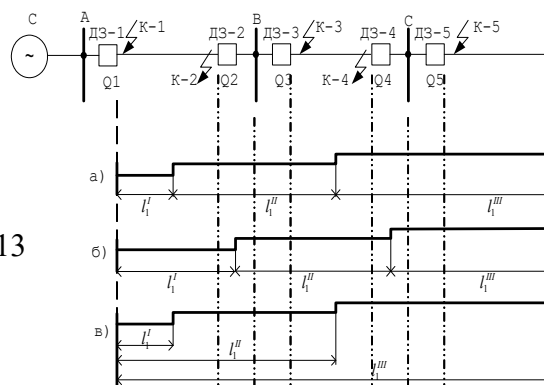 С А В С
ДЗ-1 К-1 ДЗ-2 ДЗ-3 К-3 ДЗ-4 ДЗ-5 К-5
~
Q1 К-2 Q2 Q3 К-4 Q4 Q5
а)
l₁ᴵ l₁ᴵᴵ l₁ᴵᴵᴵ
13
б)
l₁ᴵ l₁ᴵᴵ l₁ᴵᴵᴵ
в)
l₁ᴵ
l₁ᴵᴵ
l₁ᴵᴵᴵ